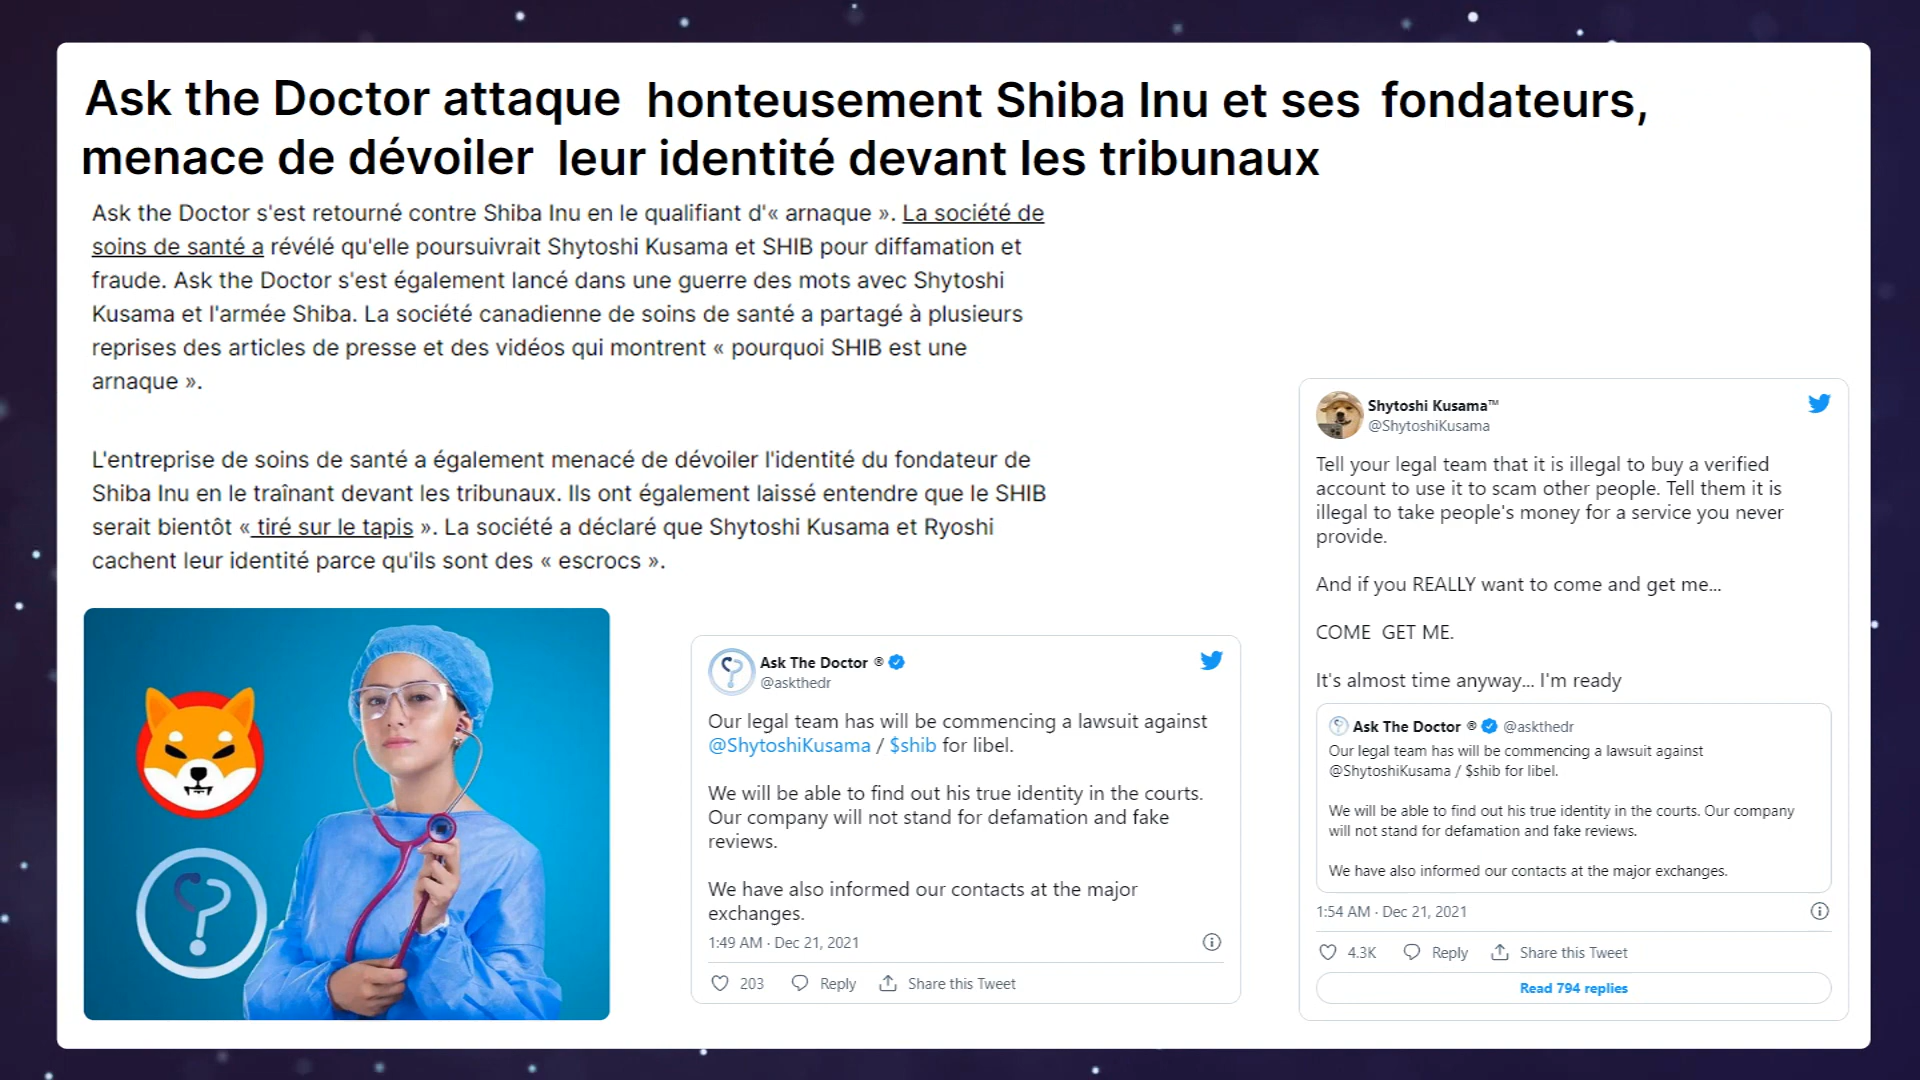 Ask the Doctor attaque honteusement Shiba Inu et ses fondateurs,
menace de dévoiler leur identité devant les tribunaux
Ask the Doctor s'est retourné contre Shiba Inu en le qualifiant d'« arnaque ». La société de
soins de santé a révélé qu'elle poursuivrait Shytoshi Kusama et SHIB pour diffamation et
fraude. Ask the Doctor s'est également lancé dans une guerre des mots avec Shytoshi
Kusama et l'armée Shiba. La société canadienne de soins de santé a partagé à plusieurs
reprises des articles de presse et des vidéos qui montrent « pourquoi SHIB est une
arnaque ».
L'entreprise de soins de santé a également menacé de dévoiler l'identité du fondateur de
Shiba Inu en le traînant devant les tribunaux. Ils ont également laissé entendre que le SHIB
serait bientôt « tiré sur le tapis ». La société a déclaré que Shytoshi Kusama et Ryoshi
cachent leur identité parce qu'ils sont des « escrocs ».
Ask The Doctor ®
@askthedr
Our legal team has will be commencing a lawsuit against
@ShytoshiKusama / $shib for libel.
We will be able to find out his true identity in the courts.
Our company will not stand for defamation and fake
reviews.
We have also informed our contacts at the major
exchanges.
1:49 AM · Dec 21, 2021
203 Reply Share this Tweet
Shytoshi Kusama™
@ShytoshiKusama
Tell your legal team that it is illegal to buy a verified
account to use it to scam other people. Tell them it is
illegal to take people's money for a service you never
provide.
And if you REALLY want to come and get me...
COME GET ME.
It's almost time anyway... I'm ready
Ask The Doctor ® @askthedr
Our legal team has will be commencing a lawsuit against
@ShytoshiKusama / $shib for libel.
We will be able to find out his true identity in the courts. Our company
will not stand for defamation and fake reviews.
We have also informed our contacts at the major exchanges.
1:54 AM · Dec 21, 2021
4.3K Reply Share this Tweet
Read 794 replies